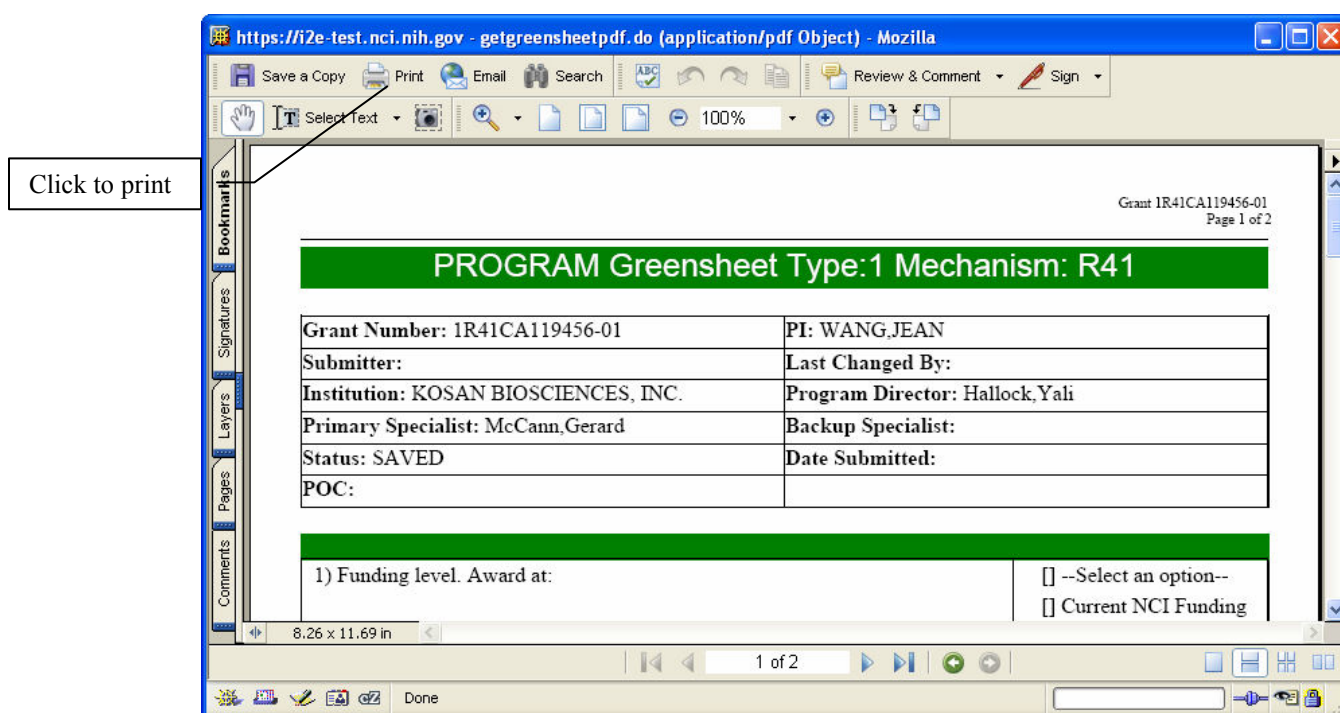 https://i2e-test.nci.nih.gov - getgreensheetpdf.do (application/pdf Object) - Mozilla
Save a Copy Print Email Search ABC Review & Comment Sign
T Select Text 100%
Click to print
Bookmarks
Signatures
Layers
Pages
Comments
Grant 1R41CA119456-01
Page 1 of 2
PROGRAM Greensheet Type:1 Mechanism: R41
Grant Number: 1R41CA119456-01 PI: WANG,JEAN
Submitter: Last Changed By:
Institution: KOSAN BIOSCIENCES, INC. Program Director: Hallock,Yali
Primary Specialist: McCann,Gerard Backup Specialist:
Status: SAVED Date Submitted:
POC:
1) Funding level. Award at: [] --Select an option--
[] Current NCI Funding
8.26 x 11.69 in
1 of 2
Done